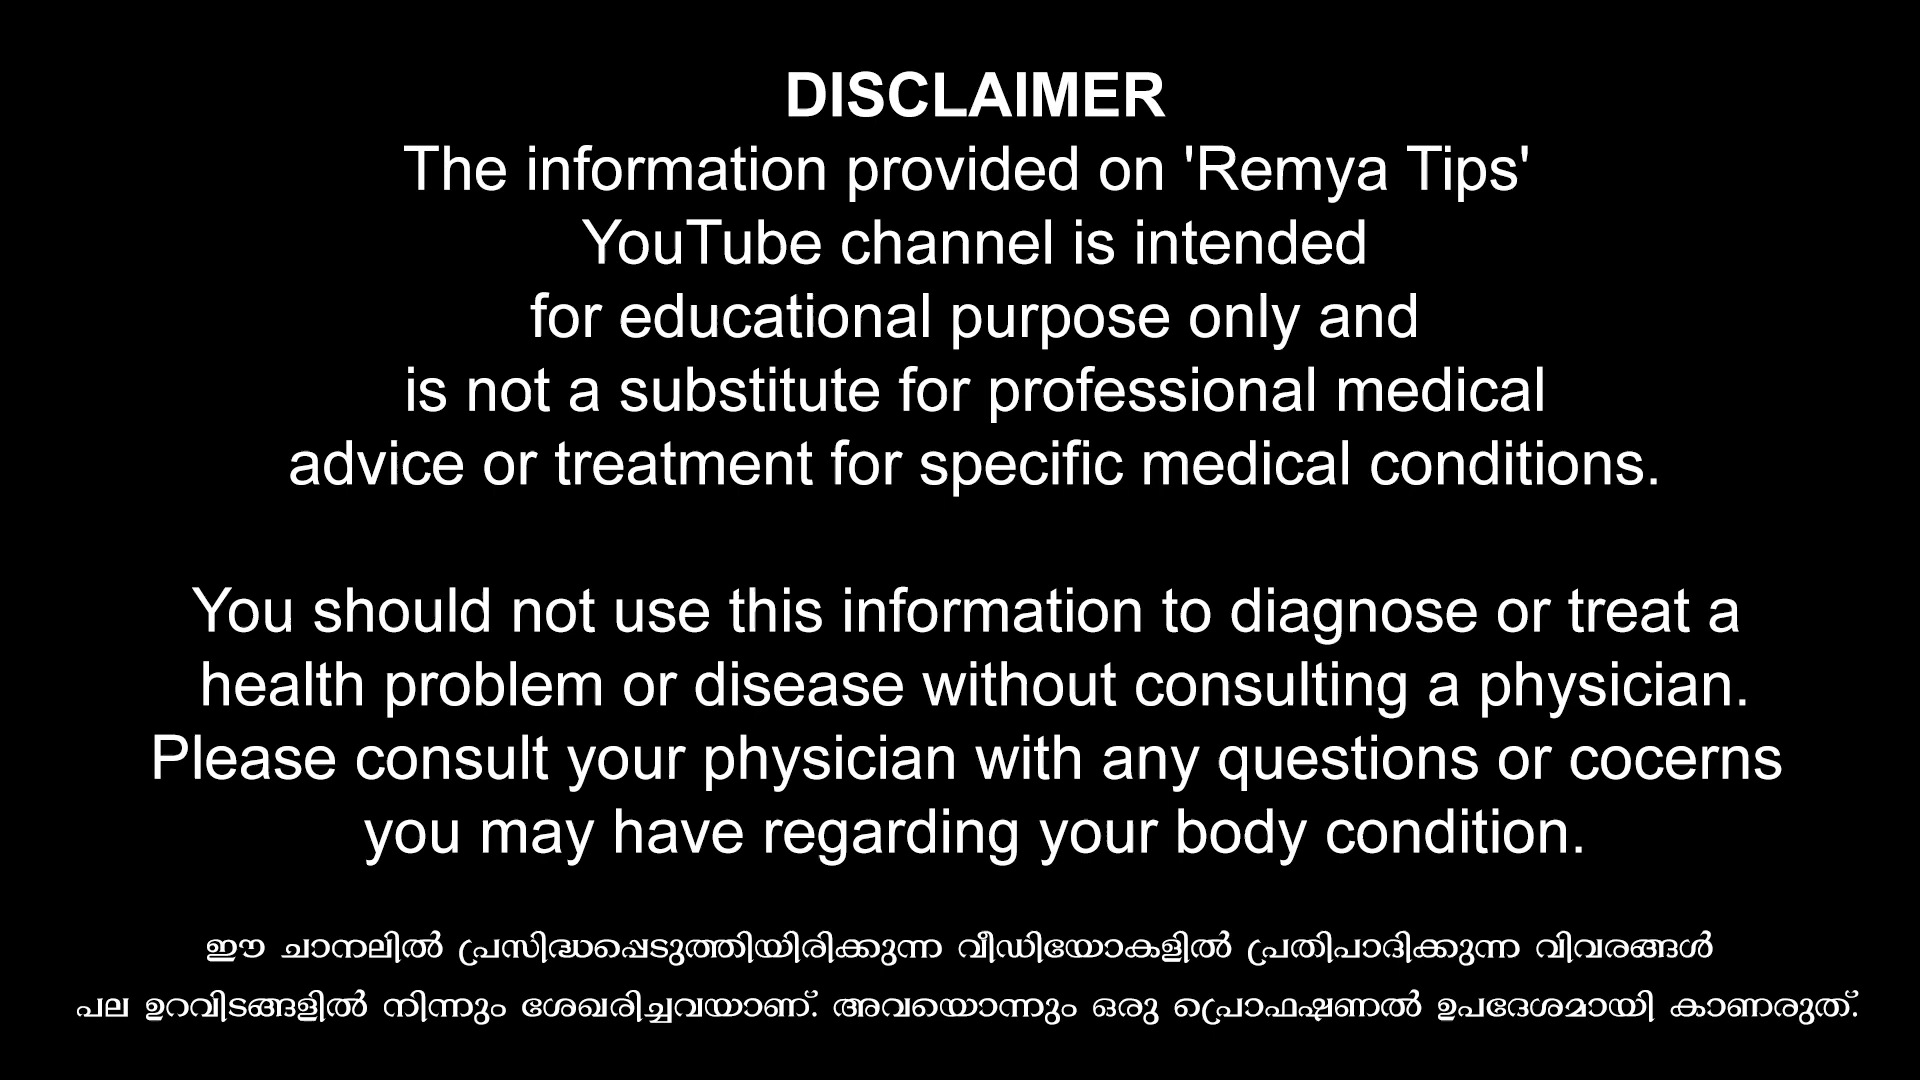 DISCLAIMER
The information provided on 'Remya Tips'
YouTube channel is intended
for educational purpose only and
is not a substitute for professional medical
advice or treatment for specific medical conditions.
You should not use this information to diagnose or treat a
health problem or disease without consulting a physician.
Please consult your physician with any questions or cocerns
you may have regarding your body condition.
ഈ ചാനലിൽ പ്രസിദ്ധപ്പെടുത്തിയിരിക്കുന്ന വീഡിയോകളിൽ പ്രതിപാദിക്കുന്ന വിവരങ്ങൾ
പല ഉറവിടങ്ങളിൽ നിന്നും ശേഖരിച്ചവയാണ്. അവയൊന്നും ഒരു പ്രൊഫഷണൽ ഉപദേശമായി കാണരുത്.